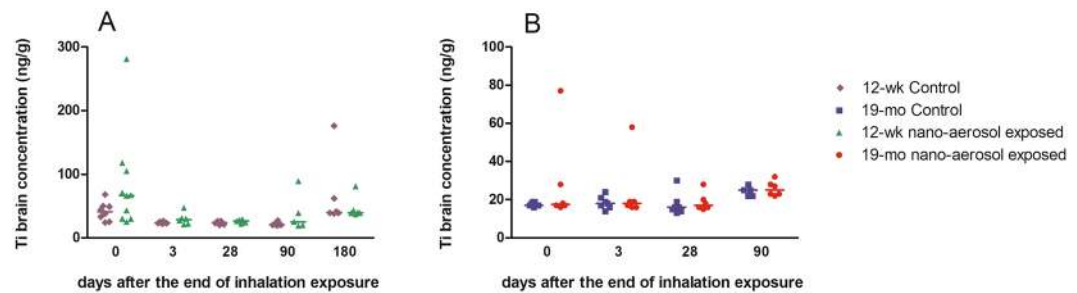 A
Ti brain concentration (ng/g)
300
200
100
0
0 3 28 90 180
days after the end of inhalation exposure
B
Ti brain concentration (ng/g)
100
80
60
40
20
0
0 3 28 90
days after the end of inhalation exposure
12-wk Control
19-mo Control
12-wk nano-aerosol exposed
19-mo nano-aerosol exposed